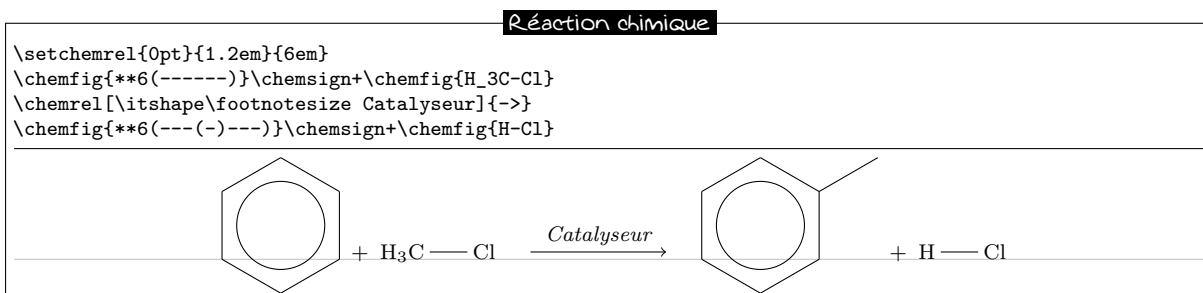 Réaction chimique
\setchemrel{0pt}{1.2em}{6em}
\chemfig{**6(------)}\chemsign+\chemfig{H_3C-Cl}
\chemrel[\itshape\footnotesize Catalyseur]{->}
\chemfig{**6(---(-)---)}\chemsign+\chemfig{H-Cl}
+ H₃C — Cl Catalyseur + H — Cl